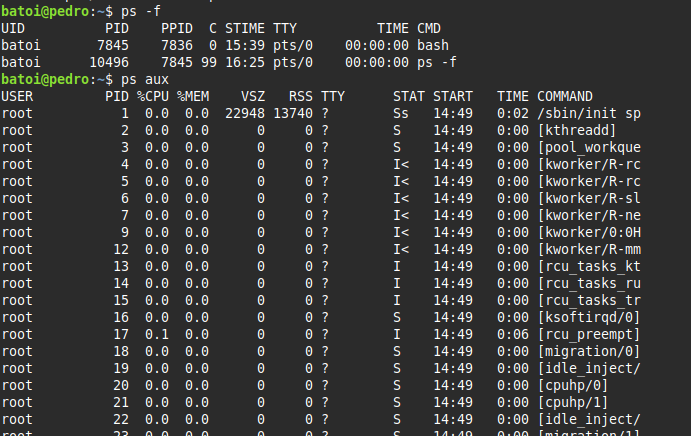 batoi@pedro:~$ ps -f
UID          PID    PPID  C STIME TTY          TIME CMD
batoi       7845    7836  0 15:39 pts/0    00:00:00 bash
batoi      10496    7845 99 16:25 pts/0    00:00:00 ps -f
batoi@pedro:~$ ps aux
USER         PID %CPU %MEM    VSZ   RSS TTY      STAT START   TIME COMMAND
root           1  0.0  0.0  22948 13740 ?        Ss   14:49   0:02 /sbin/init sp
root           2  0.0  0.0      0     0 ?        S    14:49   0:00 [kthreadd]
root           3  0.0  0.0      0     0 ?        S    14:49   0:00 [pool_workque
root           4  0.0  0.0      0     0 ?        I<   14:49   0:00 [kworker/R-rc
root           5  0.0  0.0      0     0 ?        I<   14:49   0:00 [kworker/R-rc
root           6  0.0  0.0      0     0 ?        I<   14:49   0:00 [kworker/R-sl
root           7  0.0  0.0      0     0 ?        I<   14:49   0:00 [kworker/R-ne
root           9  0.0  0.0      0     0 ?        I<   14:49   0:00 [kworker/0:0H
root          12  0.0  0.0      0     0 ?        I<   14:49   0:00 [kworker/R-mm
root          13  0.0  0.0      0     0 ?        I    14:49   0:00 [rcu_tasks_kt
root          14  0.0  0.0      0     0 ?        I    14:49   0:00 [rcu_tasks_ru
root          15  0.0  0.0      0     0 ?        I    14:49   0:00 [rcu_tasks_tr
root          16  0.0  0.0      0     0 ?        S    14:49   0:00 [ksoftirqd/0]
root          17  0.1  0.0      0     0 ?        I    14:49   0:06 [rcu_preempt]
root          18  0.0  0.0      0     0 ?        S    14:49   0:00 [migration/0]
root          19  0.0  0.0      0     0 ?        S    14:49   0:00 [idle_inject/
root          20  0.0  0.0      0     0 ?        S    14:49   0:00 [cpuhp/0]
root          21  0.0  0.0      0     0 ?        S    14:49   0:00 [cpuhp/1]
root          22  0.0  0.0      0     0 ?        S    14:49   0:00 [idle_inject/
root          23  0.0  0.0      0     0 ?        S    14:49   0:00 [migration/1]